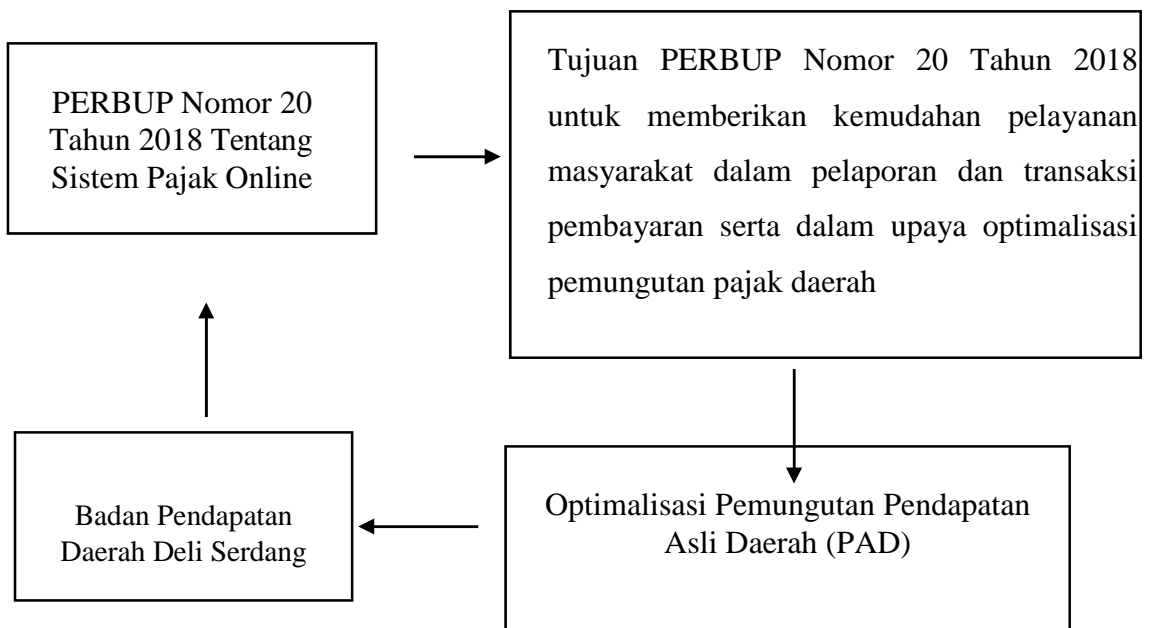 PERBUP Nomor 20
Tahun 2018 Tentang
Sistem Pajak Online
Tujuan PERBUP Nomor 20 Tahun 2018
untuk memberikan kemudahan pelayanan
masyarakat dalam pelaporan dan transaksi
pembayaran serta dalam upaya optimalisasi
pemungutan pajak daerah
Badan Pendapatan
Daerah Deli Serdang
Optimalisasi Pemungutan Pendapatan
Asli Daerah (PAD)